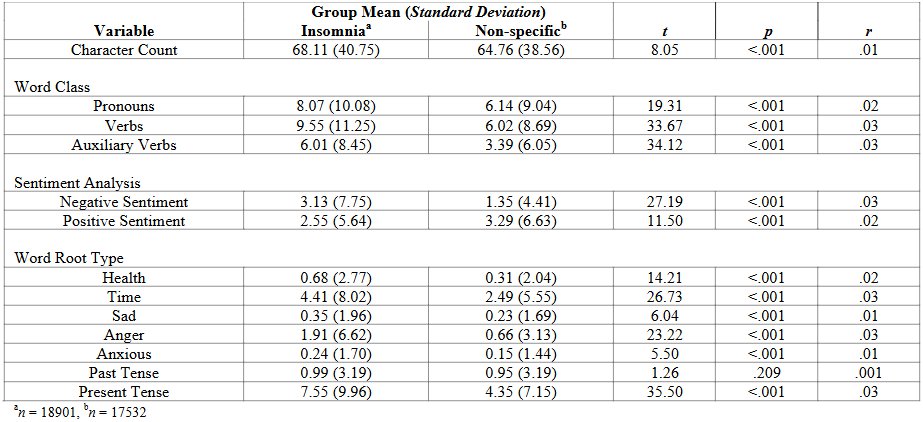 Group Mean (Standard Deviation)
Variable Insomniaᵃ Non-specificᵇ t p r
Character Count 68.11 (40.75) 64.76 (38.56) 8.05 <.001 .01
Word Class
Pronouns 8.07 (10.08) 6.14 (9.04) 19.31 <.001 .02
Verbs 9.55 (11.25) 6.02 (8.69) 33.67 <.001 .03
Auxiliary Verbs 6.01 (8.45) 3.39 (6.05) 34.12 <.001 .03
Sentiment Analysis
Negative Sentiment 3.13 (7.75) 1.35 (4.41) 27.19 <.001 .03
Positive Sentiment 2.55 (5.64) 3.29 (6.63) 11.50 <.001 .02
Word Root Type
Health 0.68 (2.77) 0.31 (2.04) 14.21 <.001 .02
Time 4.41 (8.02) 2.49 (5.55) 26.73 <.001 .03
Sad 0.35 (1.96) 0.23 (1.69) 6.04 <.001 .01
Anger 1.91 (6.62) 0.66 (3.13) 23.22 <.001 .03
Anxious 0.24 (1.70) 0.15 (1.44) 5.50 <.001 .01
Past Tense 0.99 (3.19) 0.95 (3.19) 1.26 .209 .001
Present Tense 7.55 (9.96) 4.35 (7.15) 35.50 <.001 .03
ᵃn = 18901, ᵇn = 17532